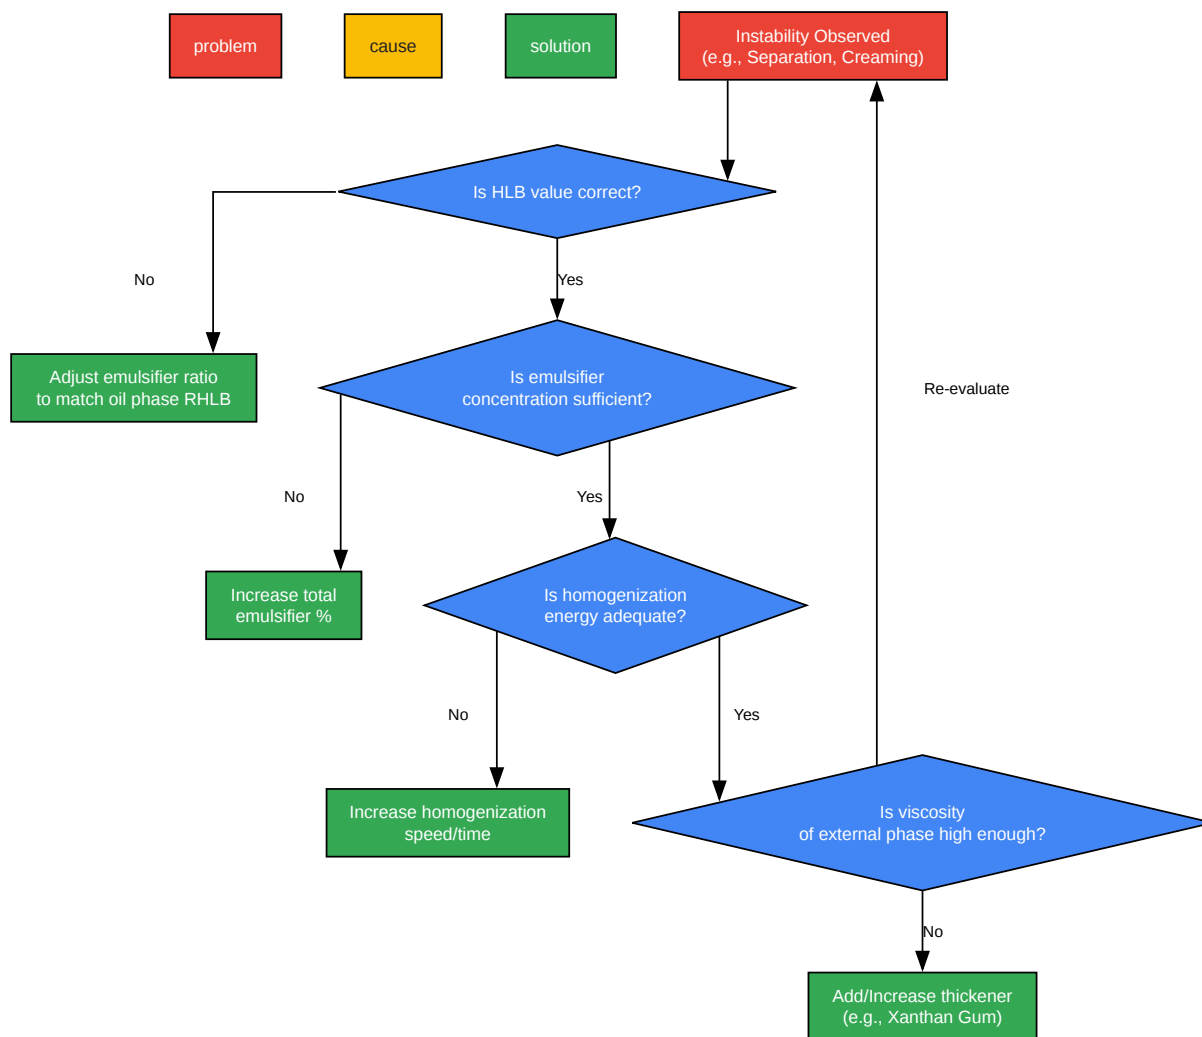 problem
cause
solution
Instability Observed
(e.g., Separation, Creaming)
Is HLB value correct?
No
Yes
Adjust emulsifier ratio
to match oil phase RHLB
Is emulsifier
concentration sufficient?
Re-evaluate
No
Yes
Increase total
emulsifier %
Is homogenization
energy adequate?
No
Yes
Increase homogenization
speed/time
Is viscosity
of external phase high enough?
No
Add/Increase thickener
(e.g., Xanthan Gum)